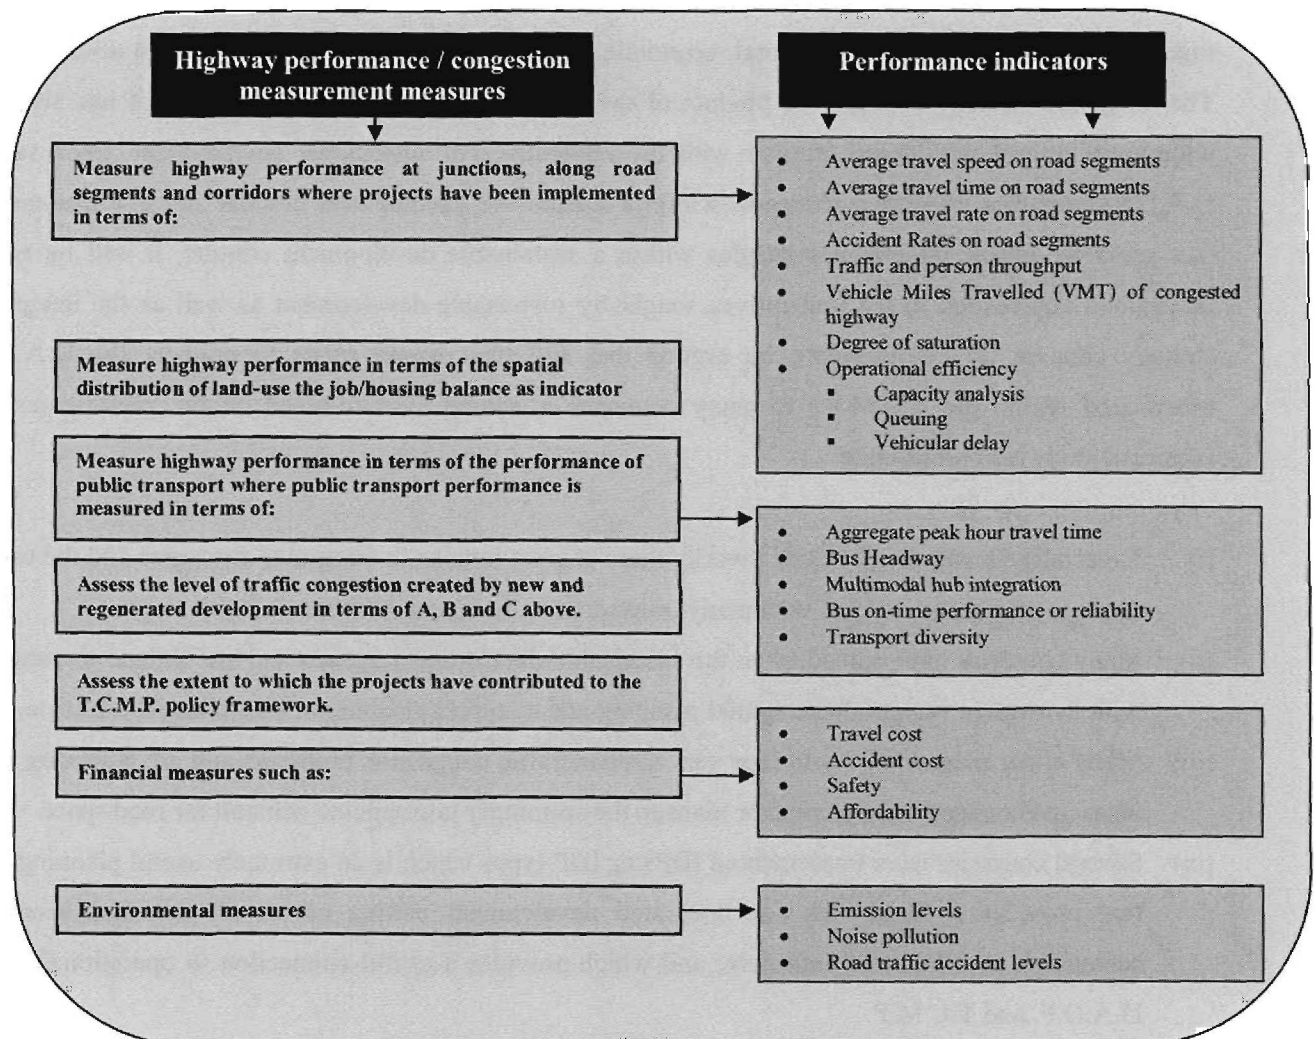 Highway performance / congestion
measurement measures
Performance indicators
Measure highway performance at junctions, along road
segments and corridors where projects have been implemented
in terms of:
• Average travel speed on road segments
• Average travel time on road segments
• Average travel rate on road segments
• Accident Rates on road segments
• Traffic and person throughput
• Vehicle Miles Travelled (VMT) of congested
highway
• Degree of saturation
• Operational efficiency
▪ Capacity analysis
▪ Queuing
▪ Vehicular delay
Measure highway performance in terms of the spatial
distribution of land-use the job/housing balance as indicator
Measure highway performance in terms of the performance of
public transport where public transport performance is
measured in terms of:
• Aggregate peak hour travel time
• Bus Headway
• Multimodal hub integration
• Bus on-time performance or reliability
• Transport diversity
Assess the level of traffic congestion created by new and
regenerated development in terms of A, B and C above.
Assess the extent to which the projects have contributed to the
T.C.M.P. policy framework.
Financial measures such as:
• Travel cost
• Accident cost
• Safety
• Affordability
Environmental measures
• Emission levels
• Noise pollution
• Road traffic accident levels